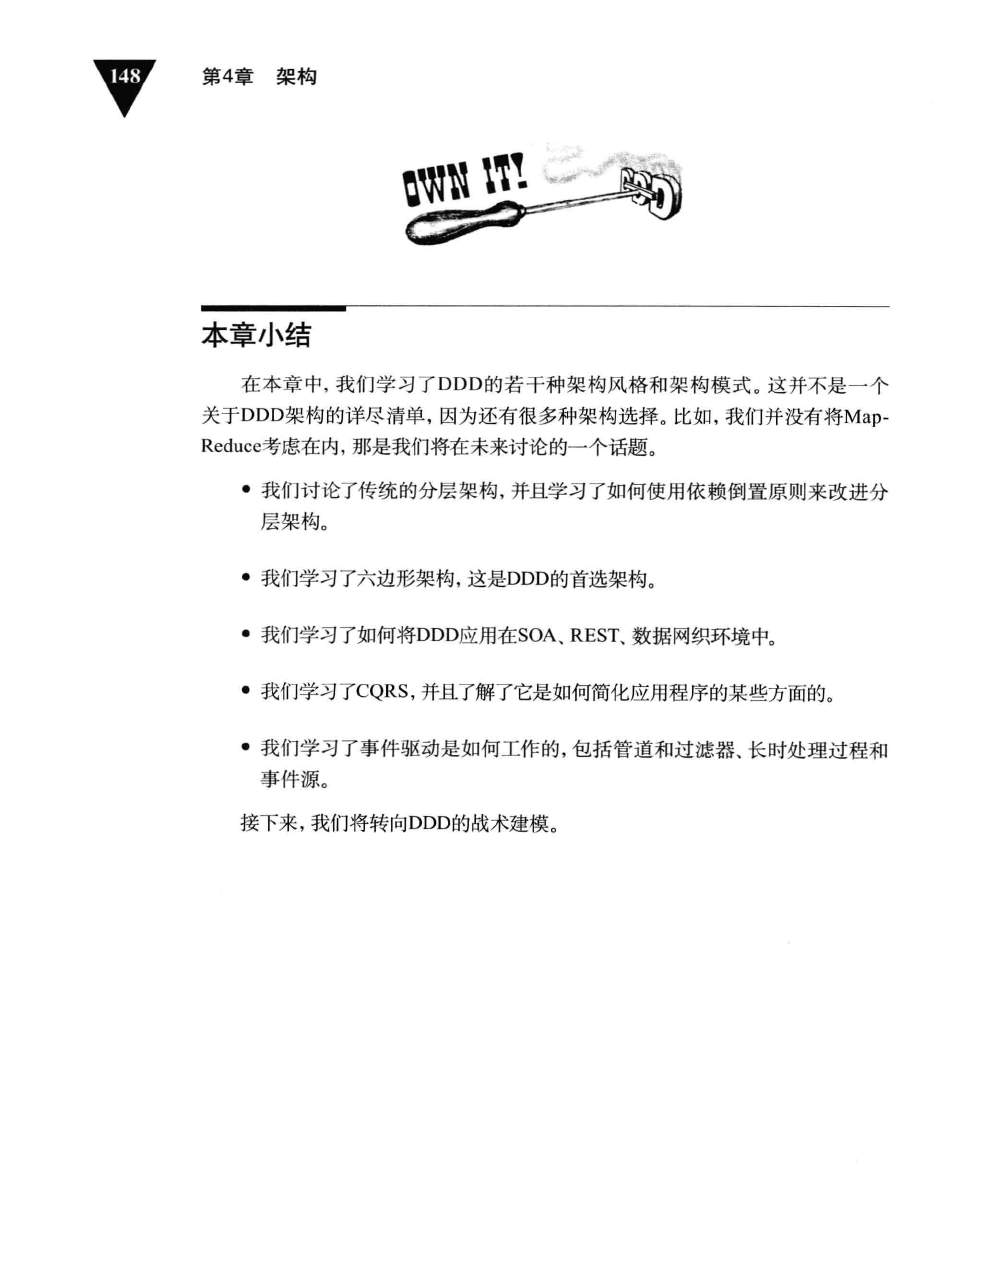 148
第4章 架构
OWN IT!
DDD
本章小结
在本章中，我们学习了DDD的若干种架构风格和架构模式。这并不是一个
关于DDD架构的详尽清单，因为还有很多种架构选择。比如，我们并没有将Map-
Reduce考虑在内，那是我们将在未来讨论的一个话题。
• 我们讨论了传统的分层架构，并且学习了如何使用依赖倒置原则来改进分
层架构。
• 我们学习了六边形架构，这是DDD的首选架构。
• 我们学习了如何将DDD应用在SOA、REST、数据网织环境中。
• 我们学习了CQRS，并且了解了它是如何简化应用程序的某些方面的。
• 我们学习了事件驱动是如何工作的，包括管道和过滤器、长时处理过程和
事件源。
接下来，我们将转向DDD的战术建模。